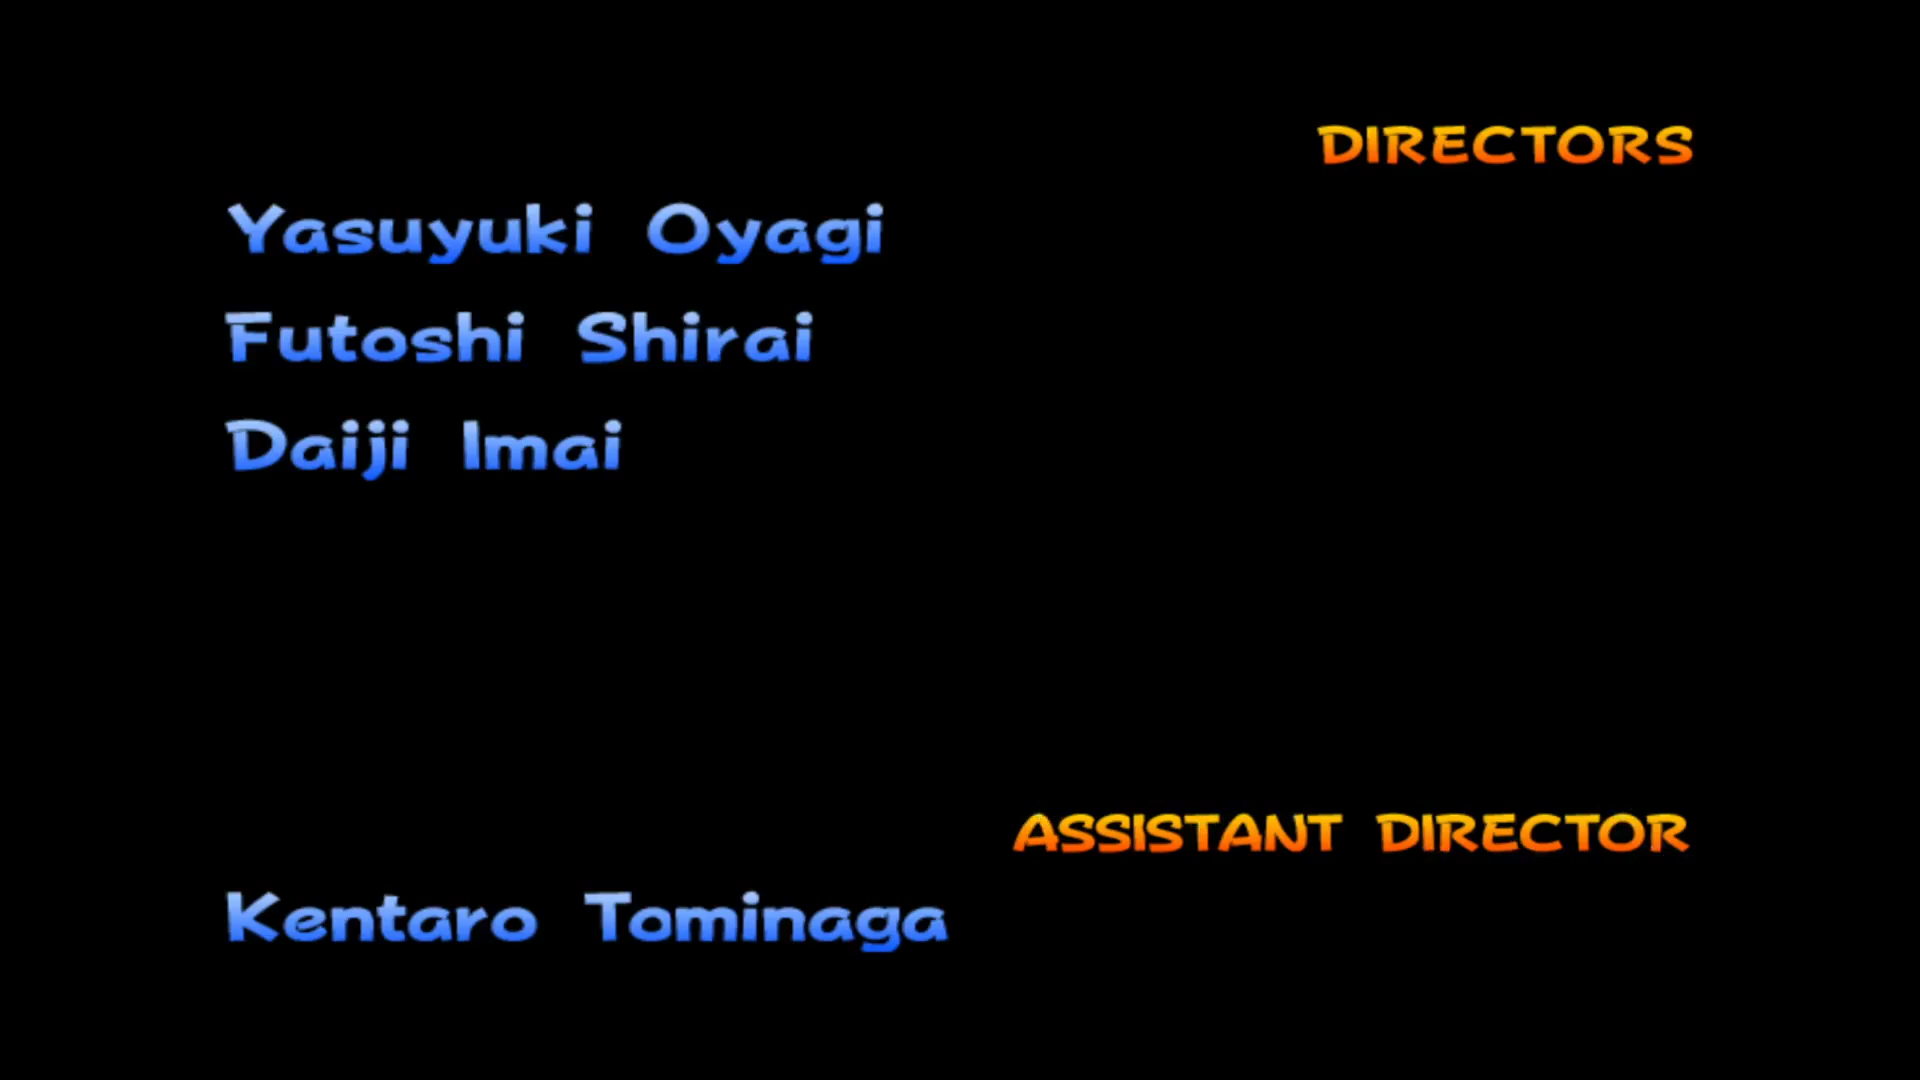 DIRECTORS
Yasuyuki Oyagi
Futoshi Shirai
Daiji Imai
ASSISTANT DIRECTOR
Kentaro Tominaga